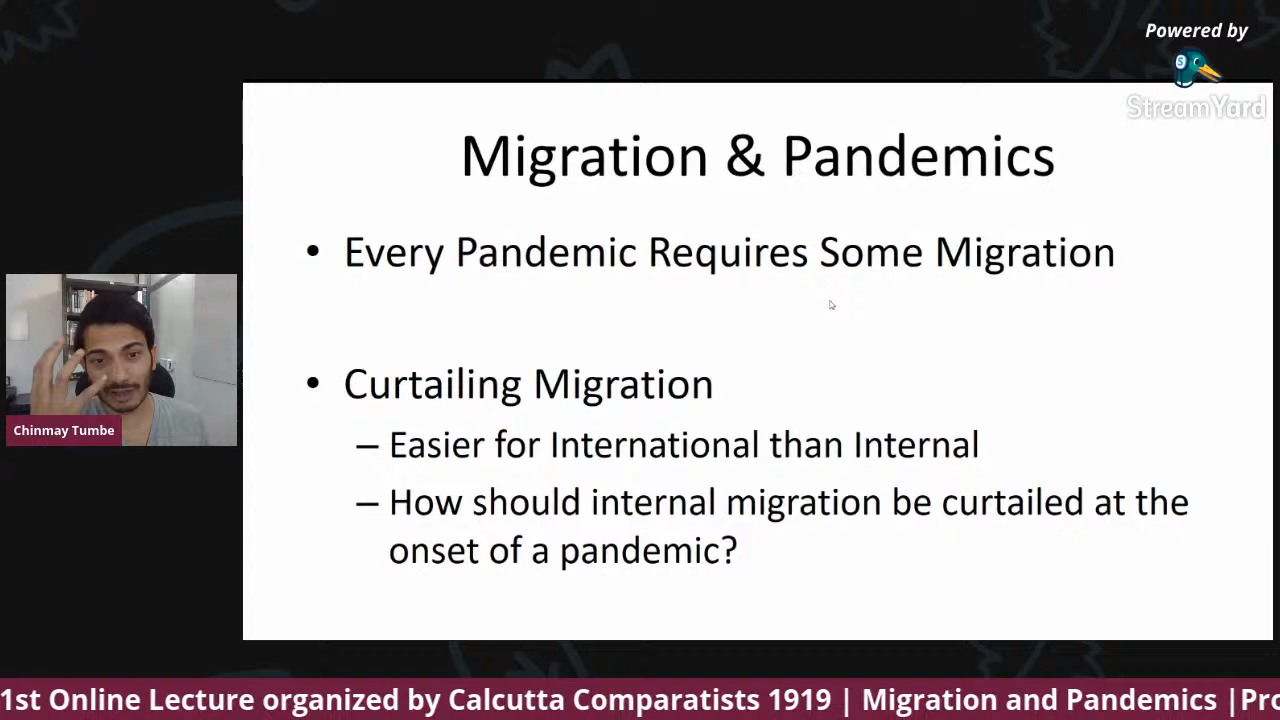 Powered by
StreamYard
Migration & Pandemics
• Every Pandemic Requires Some Migration
• Curtailing Migration
– Easier for International than Internal
– How should internal migration be curtailed at the
onset of a pandemic?
Chinmay Tumbe
1st Online Lecture organized by Calcutta Comparatists 1919 | Migration and Pandemics |Pro